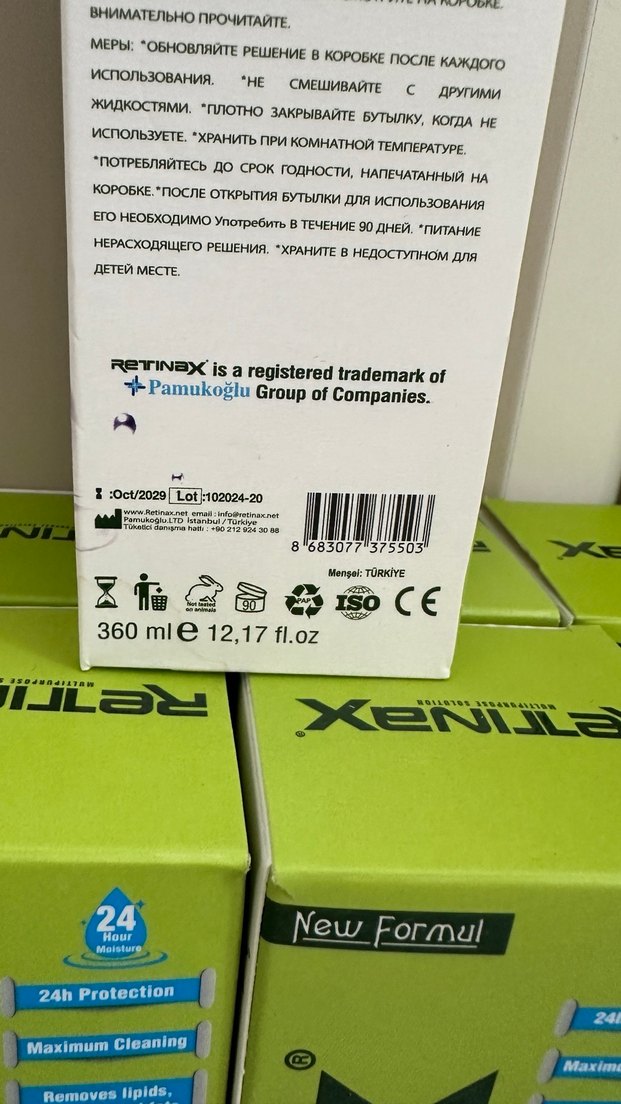 НА КОРОБКЕ.
ВНИМАТЕЛЬНО ПРОЧИТАЙТЕ.
МЕРЫ: *ОБНОВЛЯЙТЕ РЕШЕНИЕ В КОРОБКЕ ПОСЛЕ КАЖДОГО
ИСПОЛЬЗОВАНИЯ. *НЕ СМЕШИВАЙТЕ С ДРУГИМИ
ЖИДКОСТЯМИ. *ПЛОТНО ЗАКРЫВАЙТЕ БУТЫЛКУ, КОГДА НЕ
ИСПОЛЬЗУЕТЕ. *ХРАНИТЬ ПРИ КОМНАТНОЙ ТЕМПЕРАТУРЕ.
*ПОТРЕБЛЯЙТЕСЬ ДО СРОК ГОДНОСТИ, НАПЕЧАТАННЫЙ НА
КОРОБКЕ.*ПОСЛЕ ОТКРЫТИЯ БУТЫЛКИ ДЛЯ ИСПОЛЬЗОВАНИЯ
ЕГО НЕОБХОДИМО Употребить В ТЕЧЕНИЕ 90 ДНЕЙ. *ПИТАНИЕ
НЕРАСХОДЯЩЕГО РЕШЕНИЯ. *ХРАНИТЕ В НЕДОСТУПНОМ ДЛЯ
ДЕТЕЙ МЕСТЕ.
RETINAX® is a registered trademark of
Pamukoğlu Group of Companies.
:Oct/2029 Lot :102024-20
www.Retinax.net email : info@retinax.net
Pamukoğlu.LTD İstanbul / Türkiye
Tüketici danışma hattı : +90 212 924 30 88
8 683077 375503
Menşei: TÜRKİYE
Not tested
on animals
90
PAP
ISO
CE
360 ml e 12,17 fl.oz
RETINAX
MULTIPURPOSE SOLUTION
RETINAX®
MULTIPURPOSE SOLUTION
24
Hour
Moisture
24h Protection
Maximum Cleaning
Removes lipids,
New Formul
®